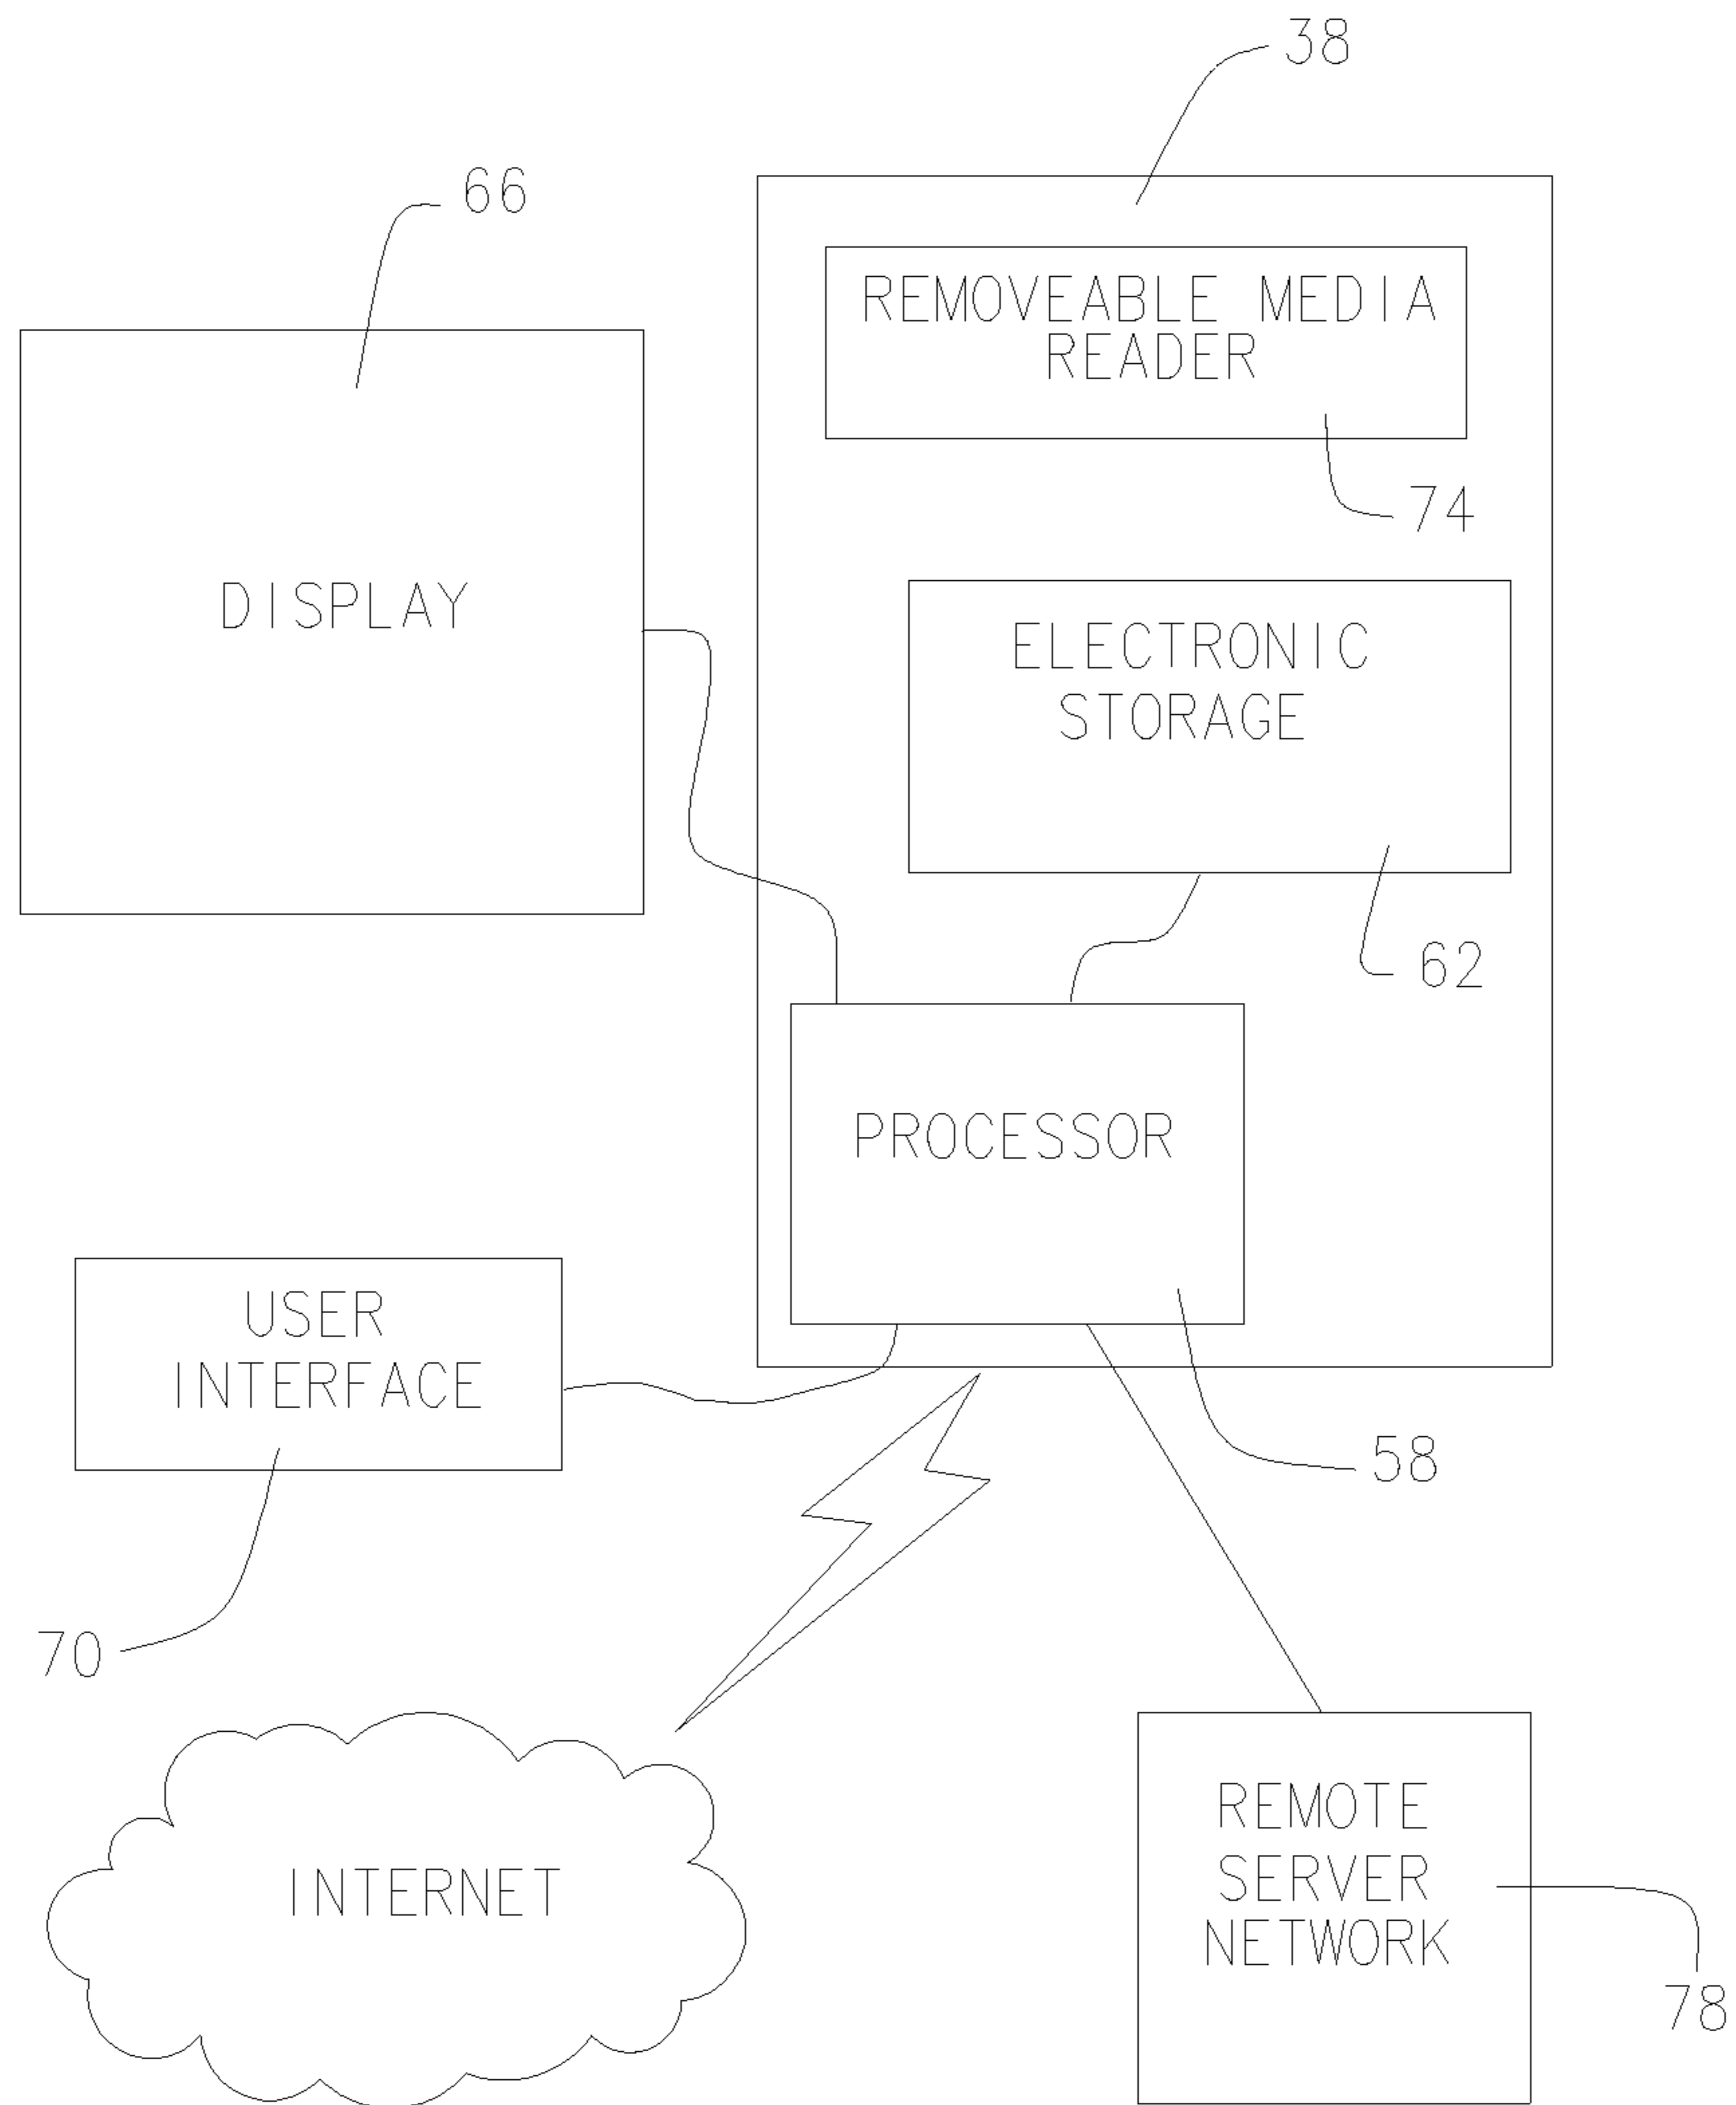 38
66
REMOVEABLE MEDIA
READER
74
DISPLAY
ELECTRONIC
STORAGE
62
PROCESSOR
USER
INTERFACE
58
70
REMOTE
SERVER
NETWORK
INTERNET
78